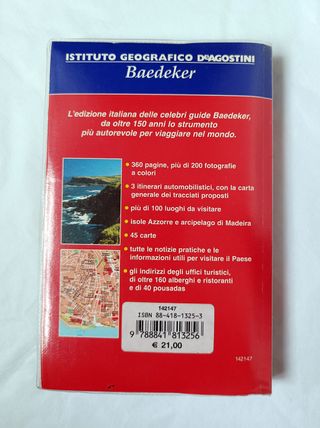 ISTITUTO GEOGRAFICO DeAGOSTINI
Baedeker
L'edizione italiana delle celebri guide Baedeker,
da oltre 150 anni lo strumento
più autorevole per viaggiare nel mondo.
• 360 pagine, più di 200 fotografie
a colori
• 3 itinerari automobilistici, con la carta
generale dei tracciati proposti
• più di 100 luoghi da visitare
• isole Azzorre e arcipelago di Madeira
• 45 carte
• tutte le notizie pratiche e le
informazioni utili per visitare il Paese
• gli indirizzi degli uffici turistici,
di oltre 160 alberghi e ristoranti
e di 40 pousadas
142147
ISBN 88-418-1325-3
9 788841 813256
€ 21,00
142147